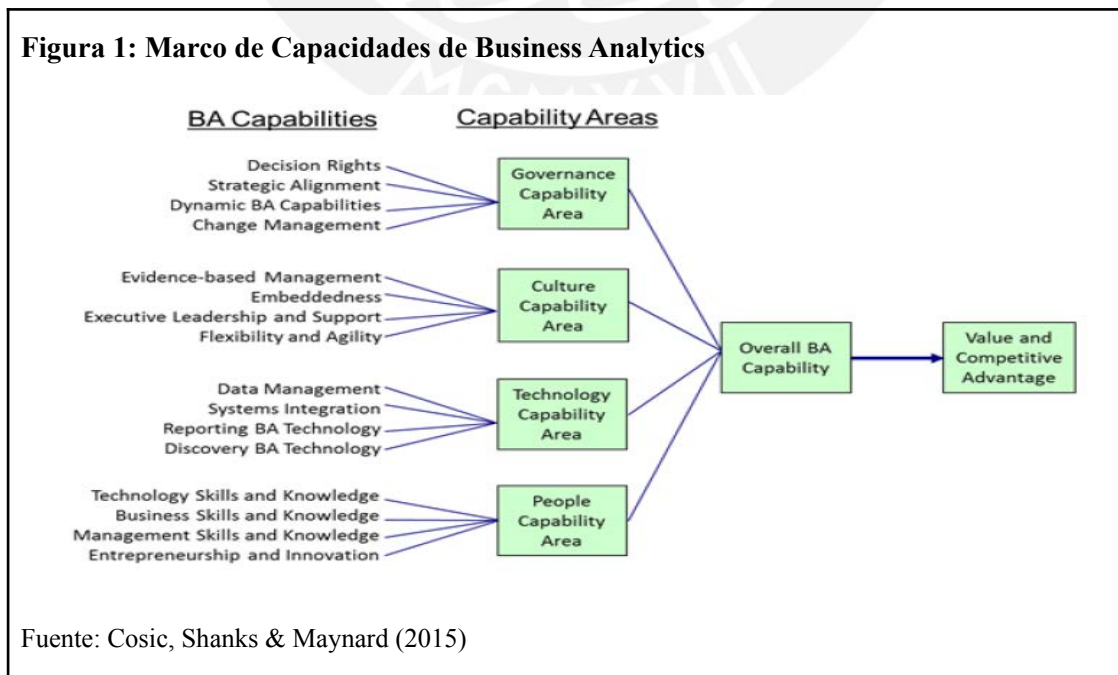 Figura 1: Marco de Capacidades de Business Analytics
MCMXVII
BA Capabilities
Capability Areas
Decision Rights
Strategic Alignment
Dynamic BA Capabilities
Change Management
Governance
Capability
Area
Evidence-based Management
Embeddedness
Executive Leadership and Support
Flexibility and Agility
Culture
Capability
Area
Data Management
Systems Integration
Reporting BA Technology
Discovery BA Technology
Technology
Capability
Area
Technology Skills and Knowledge
Business Skills and Knowledge
Management Skills and Knowledge
Entrepreneurship and Innovation
People
Capability
Area
Overall BA
Capability
Value and
Competitive
Advantage
Fuente: Cosic, Shanks & Maynard (2015)